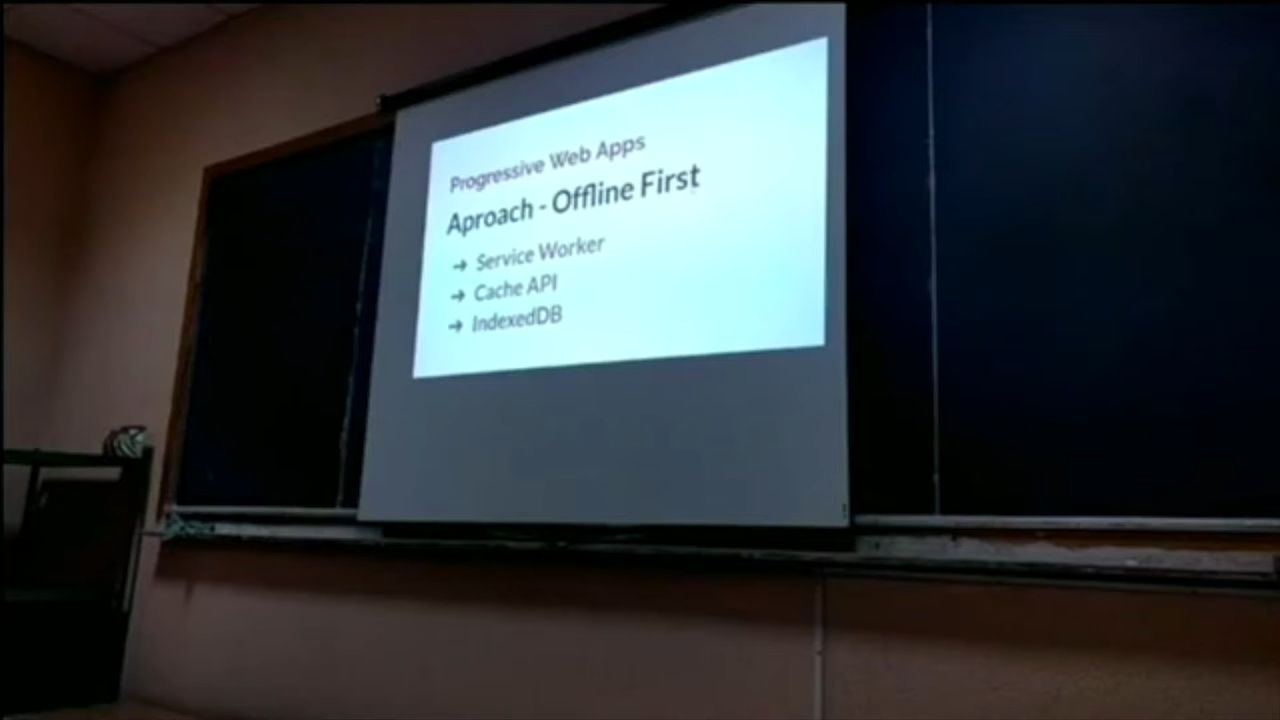 Progressive Web Apps
Aproach - Offline First
➔ Service Worker
➔ Cache API
➔ IndexedDB